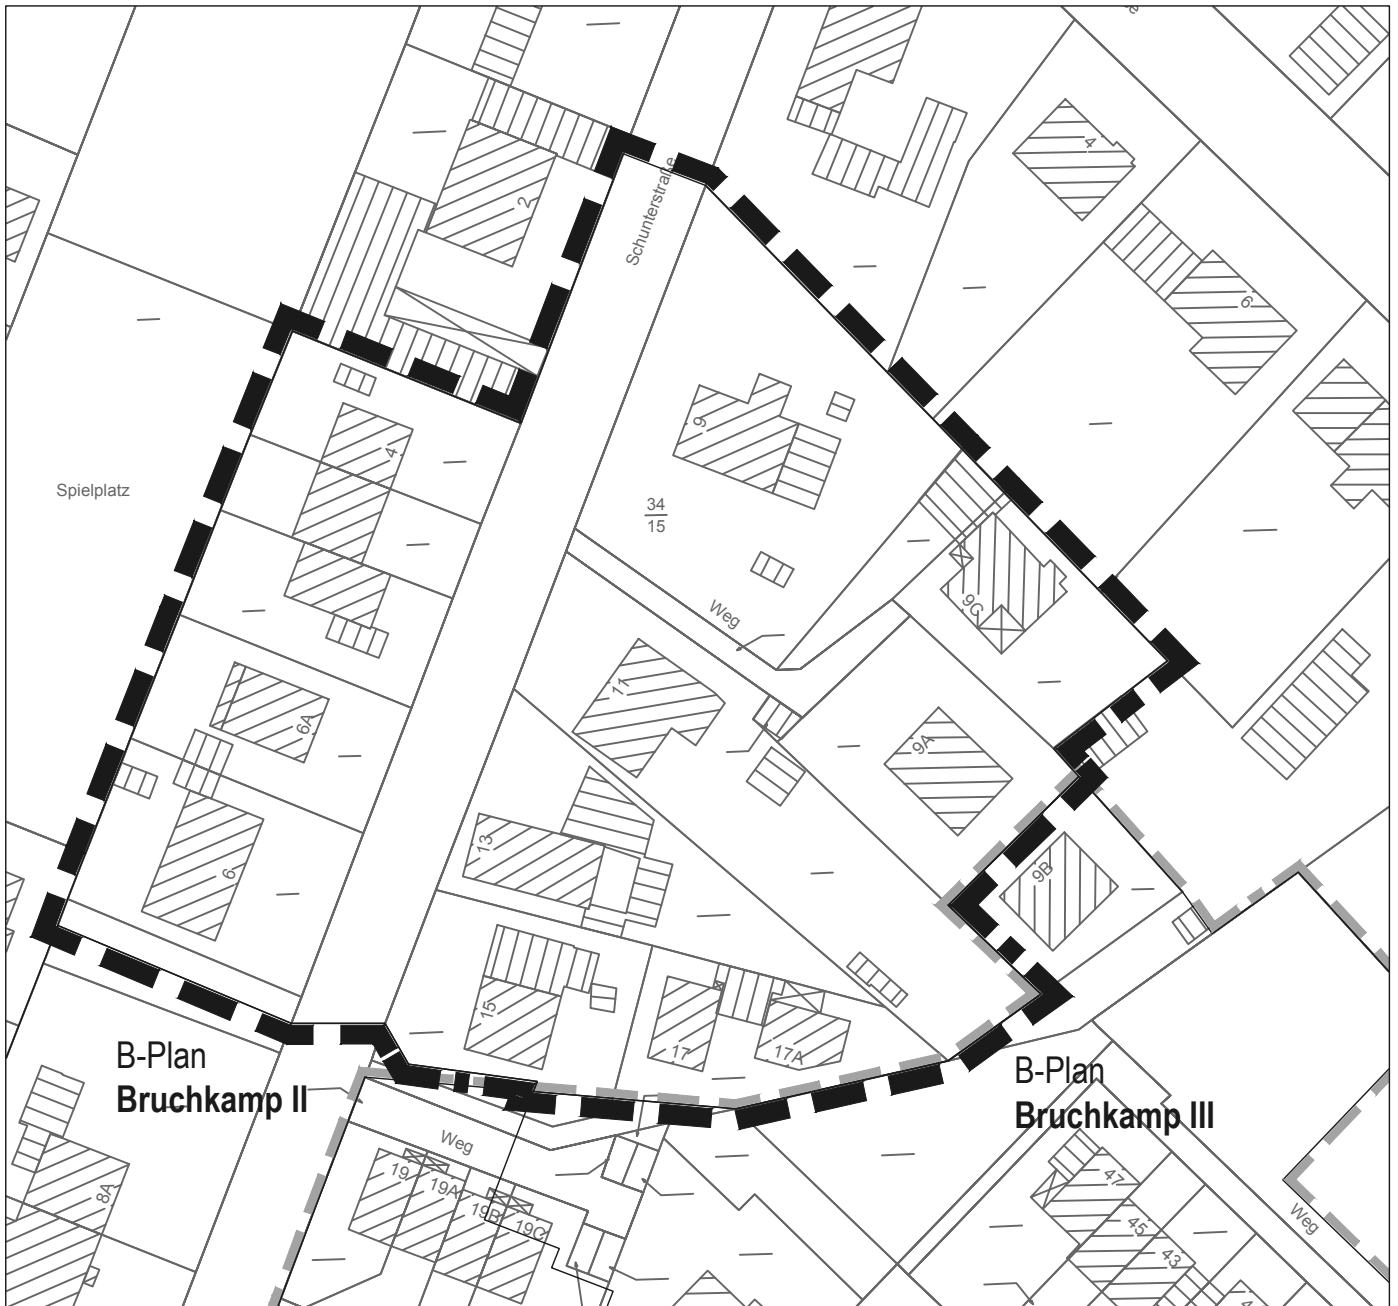 4
2
Schunterstraße
6
9
4
Spielplatz
34
15
9C
Weg
11
6A
9A
13
6
9B
15
17
17A
B-Plan
Bruchkamp II
B-Plan
Bruchkamp III
Weg
19
19A
19B
19C
8A
47
45
43
Weg